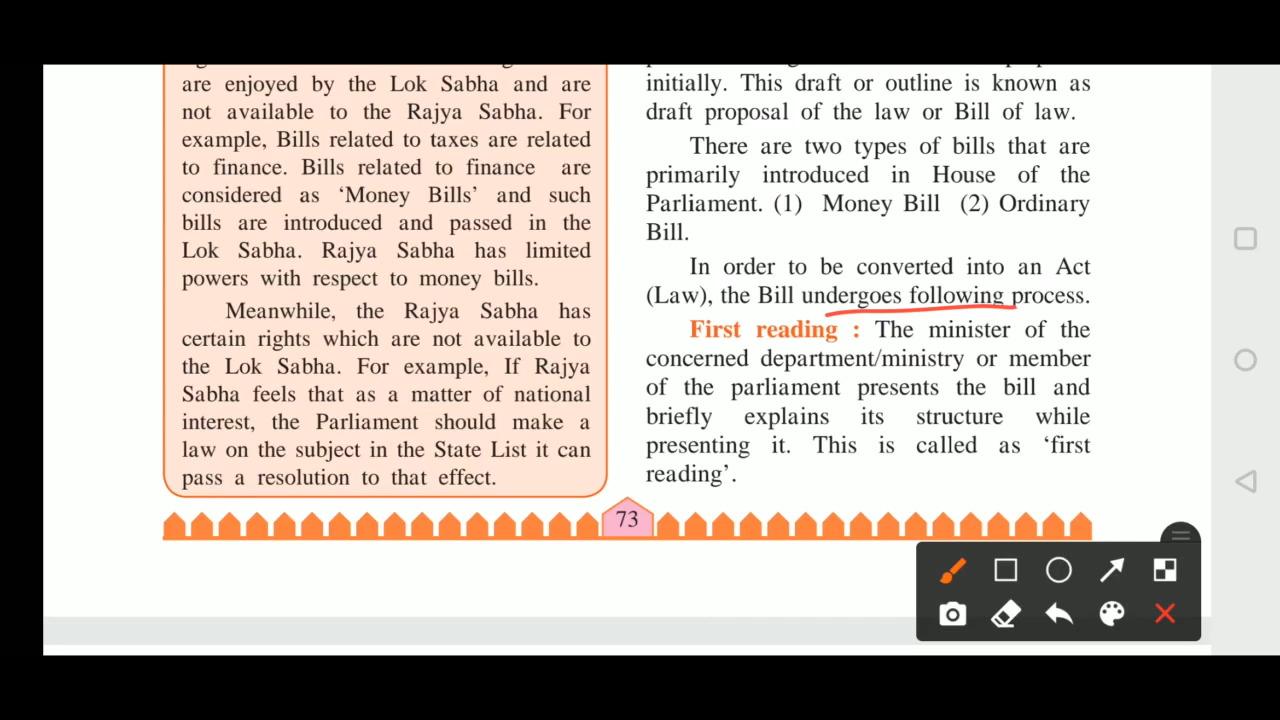 are enjoyed by the Lok Sabha and are
not available to the Rajya Sabha. For
example, Bills related to taxes are related
to finance. Bills related to finance are
considered as ‘Money Bills’ and such
bills are introduced and passed in the
Lok Sabha. Rajya Sabha has limited
powers with respect to money bills.
Meanwhile, the Rajya Sabha has
certain rights which are not available to
the Lok Sabha. For example, If Rajya
Sabha feels that as a matter of national
interest, the Parliament should make a
law on the subject in the State List it can
pass a resolution to that effect.
initially. This draft or outline is known as
draft proposal of the law or Bill of law.
There are two types of bills that are
primarily introduced in House of the
Parliament. (1) Money Bill (2) Ordinary
Bill.
In order to be converted into an Act
(Law), the Bill undergoes following process.
First reading : The minister of the
concerned department/ministry or member
of the parliament presents the bill and
briefly explains its structure while
presenting it. This is called as ‘first
reading’.
73